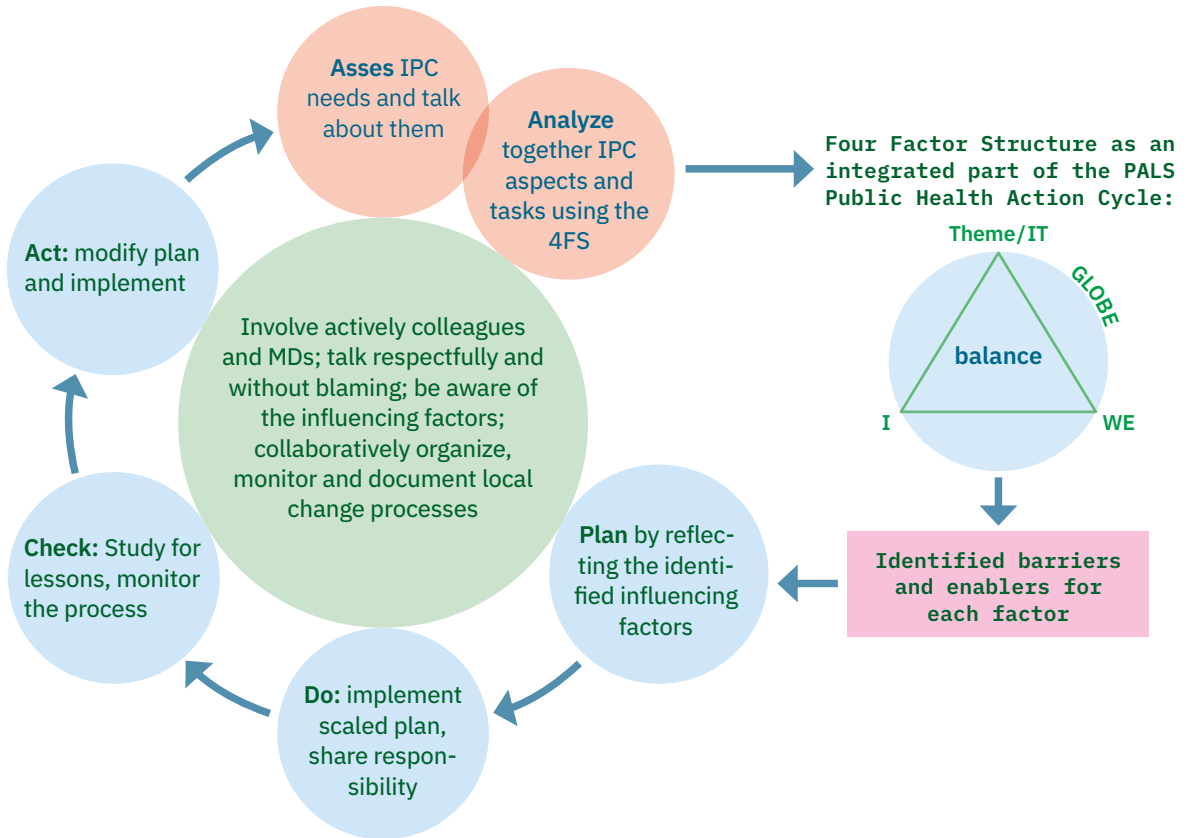 Asses IPC
needs and talk
about them
Analyze
together IPC
aspects and
tasks using the
4FS
Four Factor Structure as an
integrated part of the PALS
Public Health Action Cycle:
Theme/IT
GLOBE
balance
I
WE
Identified barriers
and enablers for
each factor
Plan by reflec-
ting the identi-
fied influencing
factors
Do: implement
scaled plan,
share respon-
sibility
Check: Study for
lessons, monitor
the process
Act: modify plan
and implement
Involve actively colleagues
and MDs; talk respectfully and
without blaming; be aware of
the influencing factors;
collaboratively organize,
monitor and document local
change processes